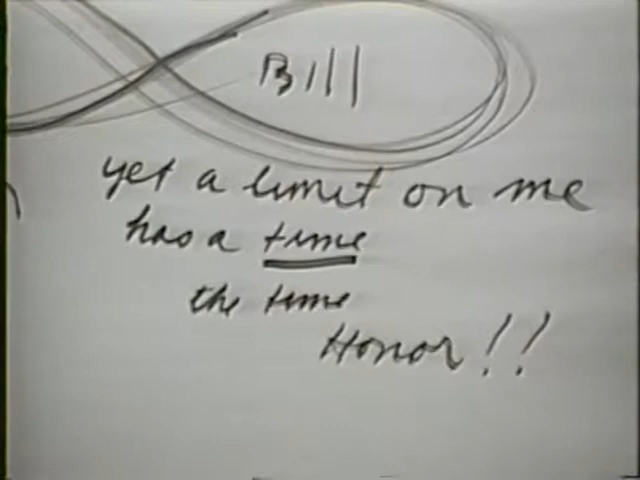 Bill
yet a limit on me
has a time
the time
Honor!!